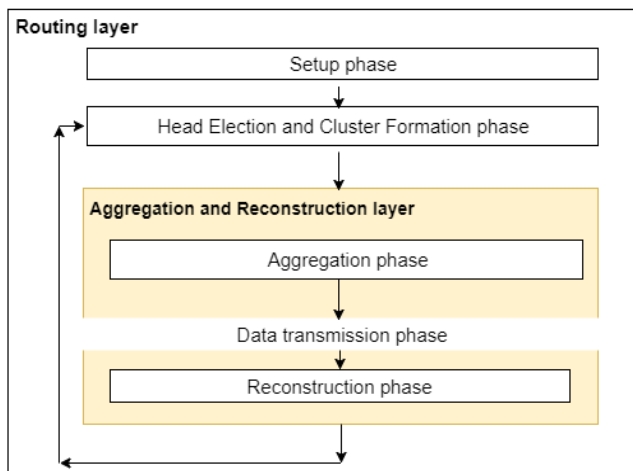 Routing layer
Setup phase
Head Election and Cluster Formation phase
Aggregation and Reconstruction layer
Aggregation phase
Data transmission phase
Reconstruction phase